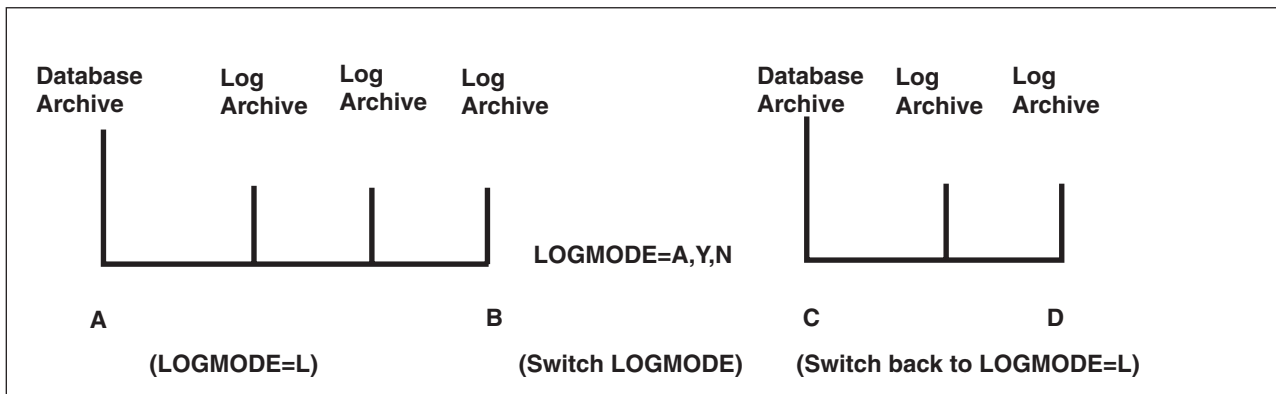 Database
Archive
Log
Archive
Log
Archive
Log
Archive
Database
Archive
Log
Archive
Log
Archive
LOGMODE=A,Y,N
A
B
C
D
(LOGMODE=L)
(Switch LOGMODE)
(Switch back to LOGMODE=L)